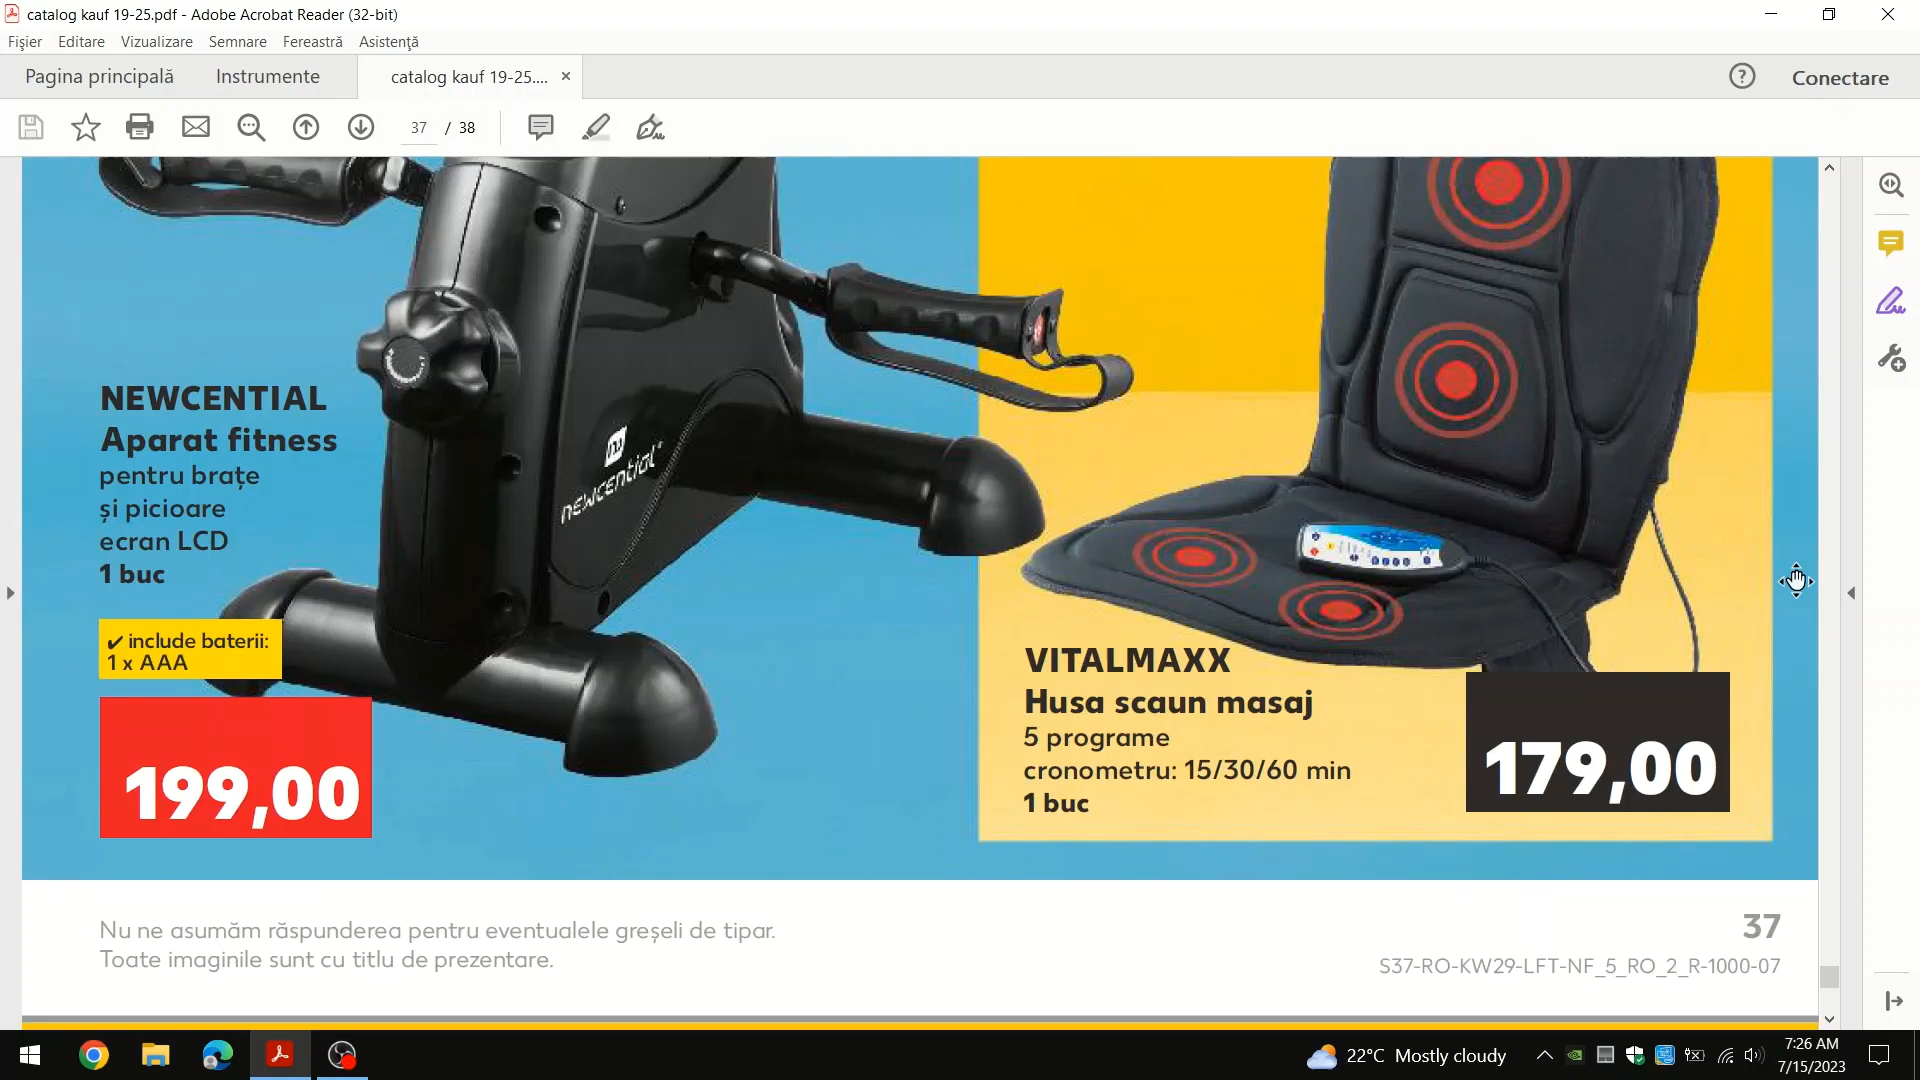 catalog kauf 19-25.pdf - Adobe Acrobat Reader (32-bit)
Fișier Editare Vizualizare Semnare Fereastră Asistență
Pagina principală Instrumente catalog kauf 19-25.... × Conectare
37 / 38
NEWCENTIAL
Aparat fitness
pentru brațe
și picioare
ecran LCD
1 buc
✔ include baterii:
1 x AAA
199,00
newcential
VITALMAXX
Husa scaun masaj
5 programe
cronometru: 15/30/60 min
1 buc
179,00
Nu ne asumăm răspunderea pentru eventualele greșeli de tipar.
Toate imaginile sunt cu titlu de prezentare.
37
S37-RO-KW29-LFT-NF_5_RO_2_R-1000-07
22°C Mostly cloudy
7:26 AM
7/15/2023